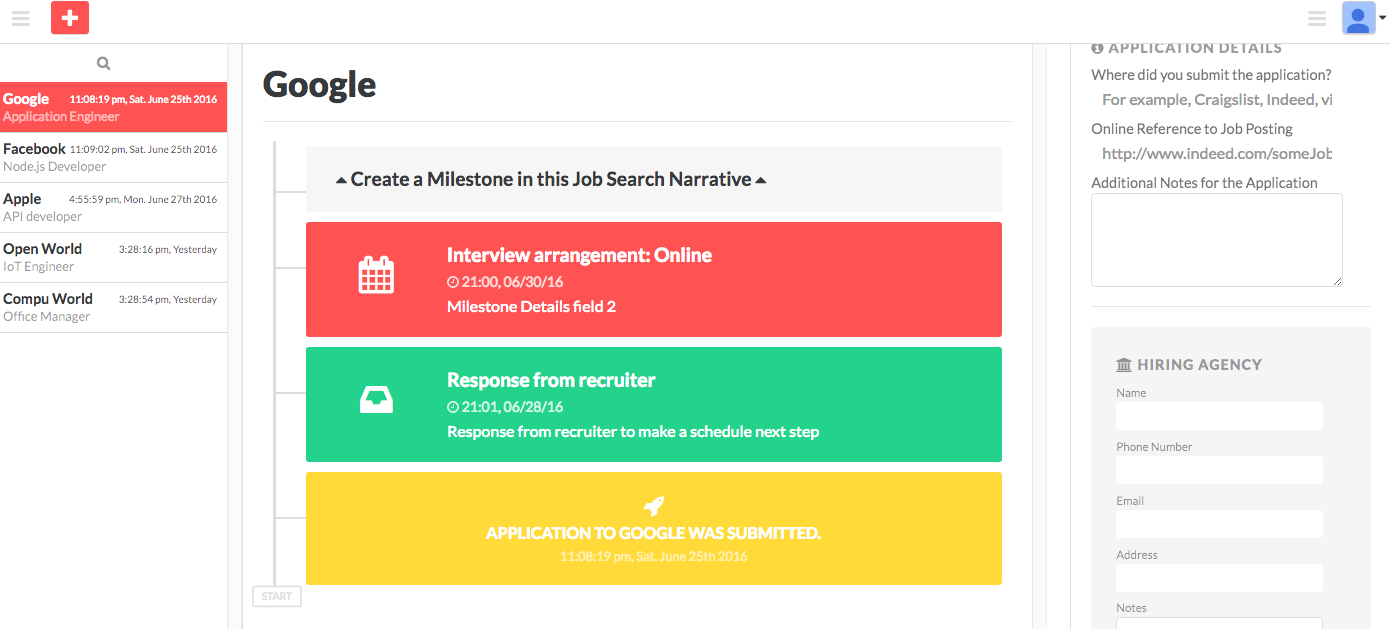 Google 11:08:19 pm, Sat. June 25th 2016
Application Engineer
Facebook 11:09:02 pm, Sat. June 25th 2016
Node.js Developer
Apple 4:55:59 pm, Mon. June 27th 2016
API developer
Open World 3:28:16 pm, Yesterday
IoT Engineer
Compu World 3:28:54 pm, Yesterday
Office Manager
Google
Create a Milestone in this Job Search Narrative
Interview arrangement: Online
21:00, 06/30/16
Milestone Details field 2
Response from recruiter
21:01, 06/28/16
Response from recruiter to make a schedule next step
APPLICATION TO GOOGLE WAS SUBMITTED.
11:08:19 pm, Sat. June 25th 2016
START
APPLICATION DETAILS
Where did you submit the application?
For example, Craigslist, Indeed, vi
Online Reference to Job Posting
http://www.indeed.com/someJob
Additional Notes for the Application
HIRING AGENCY
Name
Phone Number
Email
Address
Notes